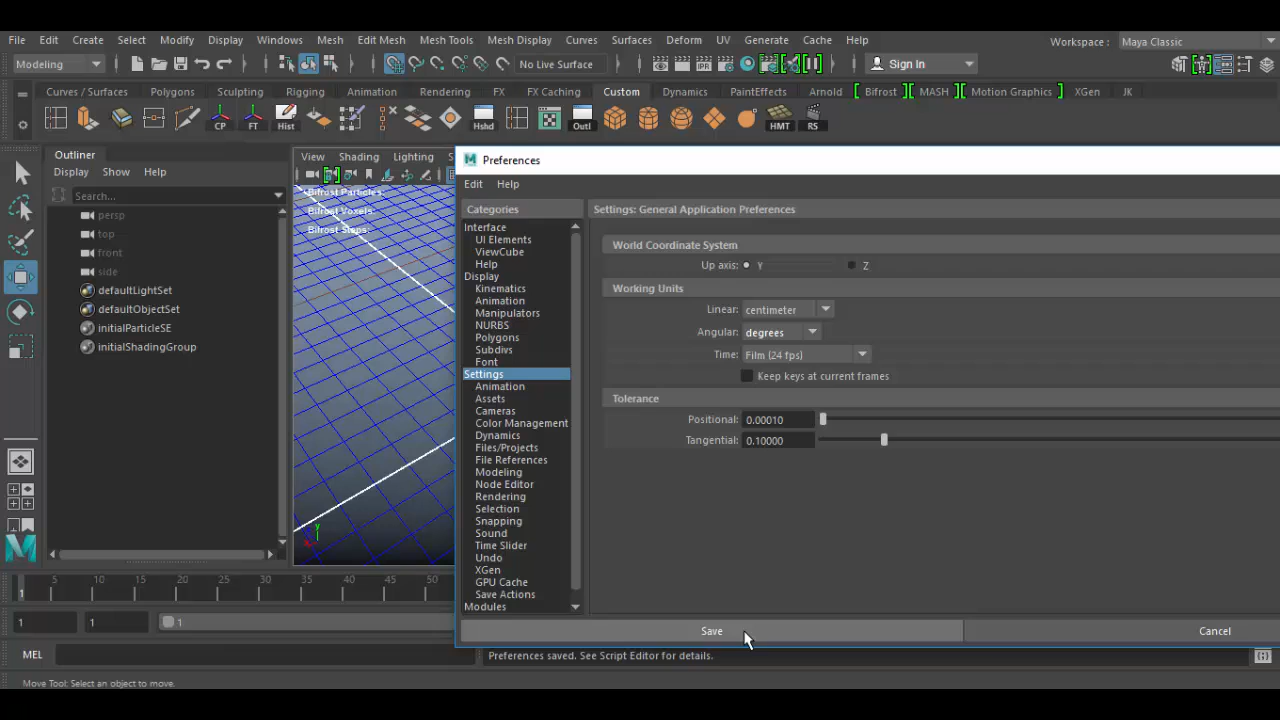 File Edit Create Select Modify Display Windows Mesh Edit Mesh Mesh Tools Mesh Display Curves Surfaces Deform UV Generate Cache Help Workspace : Maya Classic
Modeling No Live Surface IPR Sign In
Curves / Surfaces Polygons Sculpting Rigging Animation Rendering FX FX Caching Custom Dynamics PaintEffects Arnold Bifrost MASH Motion Graphics XGen JK
CP FT Hist Hshd Outl HMT RS
Outliner
Display Show Help
Search...
persp
top
front
side
defaultLightSet
defaultObjectSet
initialParticleSE
initialShadingGroup
View Shading Lighting S
Bifrost Particles:
Bifrost Voxels:
Bifrost Steps:
y
x
Preferences
Edit Help
Categories
Interface
UI Elements
ViewCube
Help
Display
Kinematics
Animation
Manipulators
NURBS
Polygons
Subdivs
Font
Settings
Animation
Assets
Cameras
Color Management
Dynamics
Files/Projects
File References
Modeling
Node Editor
Rendering
Selection
Snapping
Sound
Time Slider
Undo
XGen
GPU Cache
Save Actions
Modules
Settings: General Application Preferences
World Coordinate System
Up axis: Y Z
Working Units
Linear: centimeter
Angular: degrees
Time: Film (24 fps)
Keep keys at current frames
Tolerance
Positional: 0.00010
Tangential: 0.10000
Save Cancel
5 10 15 20 25 30 35 40 45 50
1
1 1 1
MEL Preferences saved. See Script Editor for details.
Move Tool: Select an object to move.